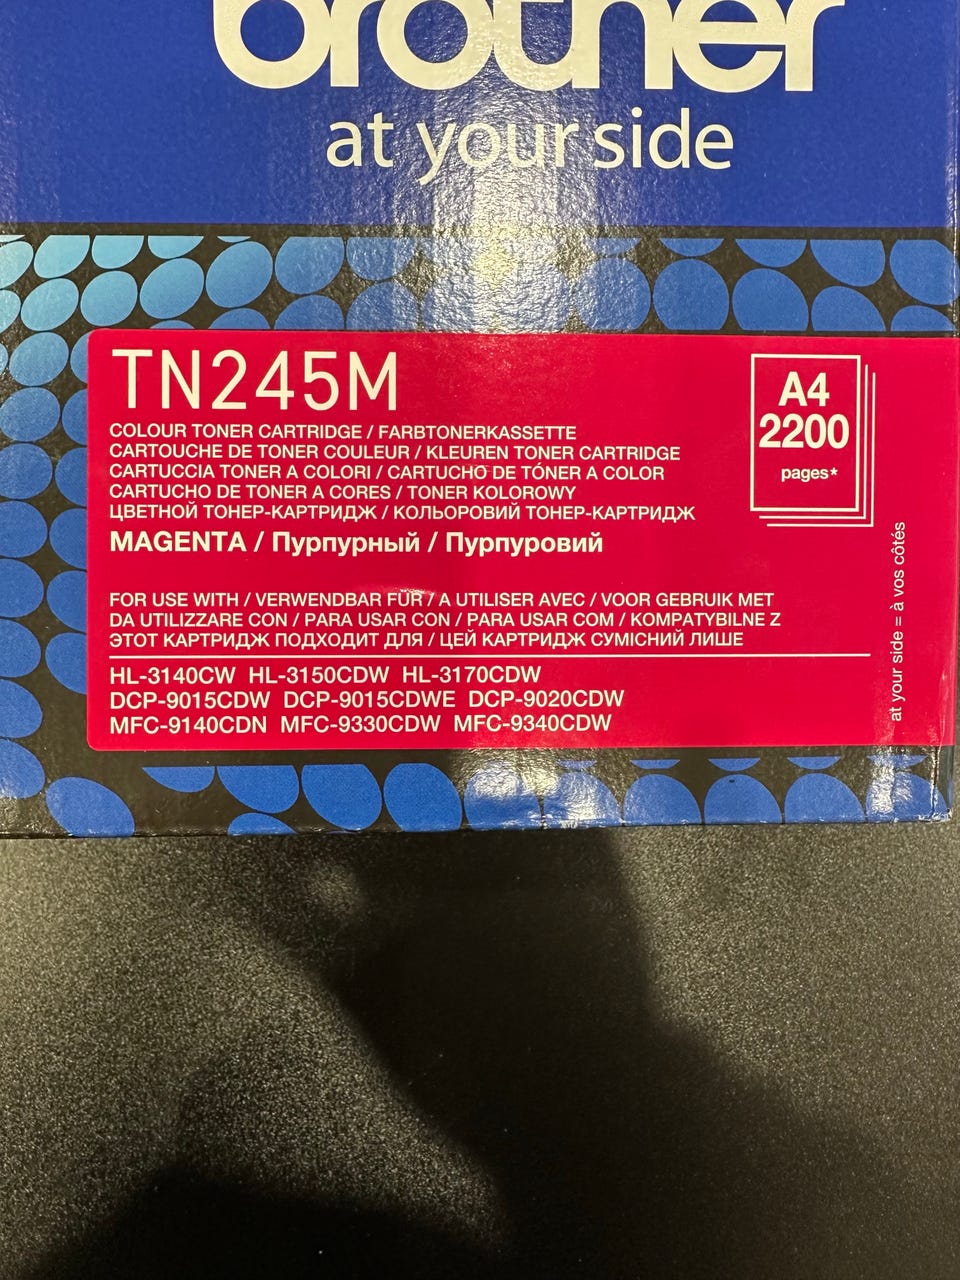 brother
at your side
TN245M
COLOUR TONER CARTRIDGE / FARBTONERKASSETTE
CARTOUCHE DE TONER COULEUR / KLEUREN TONER CARTRIDGE
CARTUCCIA TONER A COLORI / CARTUCHO DE TÓNER A COLOR
CARTUCHO DE TONER A CORES / TONER KOLOROWY
ЦВЕТНОЙ ТОНЕР-КАРТРИДЖ / КОЛЬОРОВИЙ ТОНЕР-КАРТРИДЖ
MAGENTA / Пурпурный / Пурпуровий
A4
2200
pages*
FOR USE WITH / VERWENDBAR FÜR / A UTILISER AVEC / VOOR GEBRUIK MET
DA UTILIZZARE CON / PARA USAR CON / PARA USAR COM / KOMPATYBILNE Z
ЭТОТ КАРТРИДЖ ПОДХОДИТ ДЛЯ / ЦЕЙ КАРТРИДЖ СУМІСНИЙ ЛИШЕ
HL-3140CW HL-3150CDW HL-3170CDW
DCP-9015CDW DCP-9015CDWE DCP-9020CDW
MFC-9140CDN MFC-9330CDW MFC-9340CDW
at your side = à vos côtés